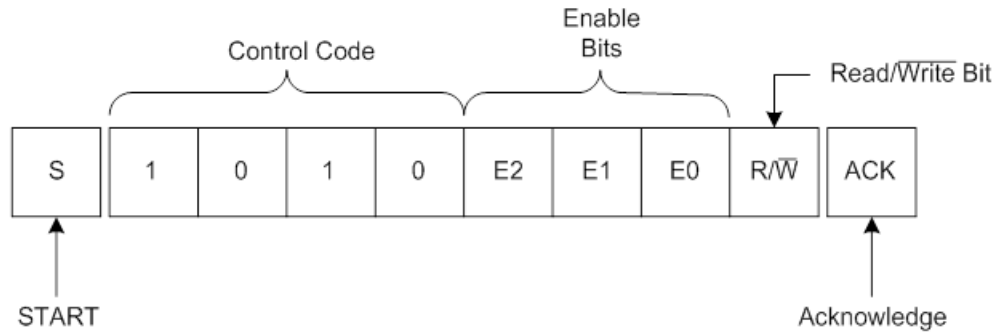 Enable
Bits
Control Code
Read/Write Bit
S 1 0 1 0 E2 E1 E0 R/W ACK
START
Acknowledge